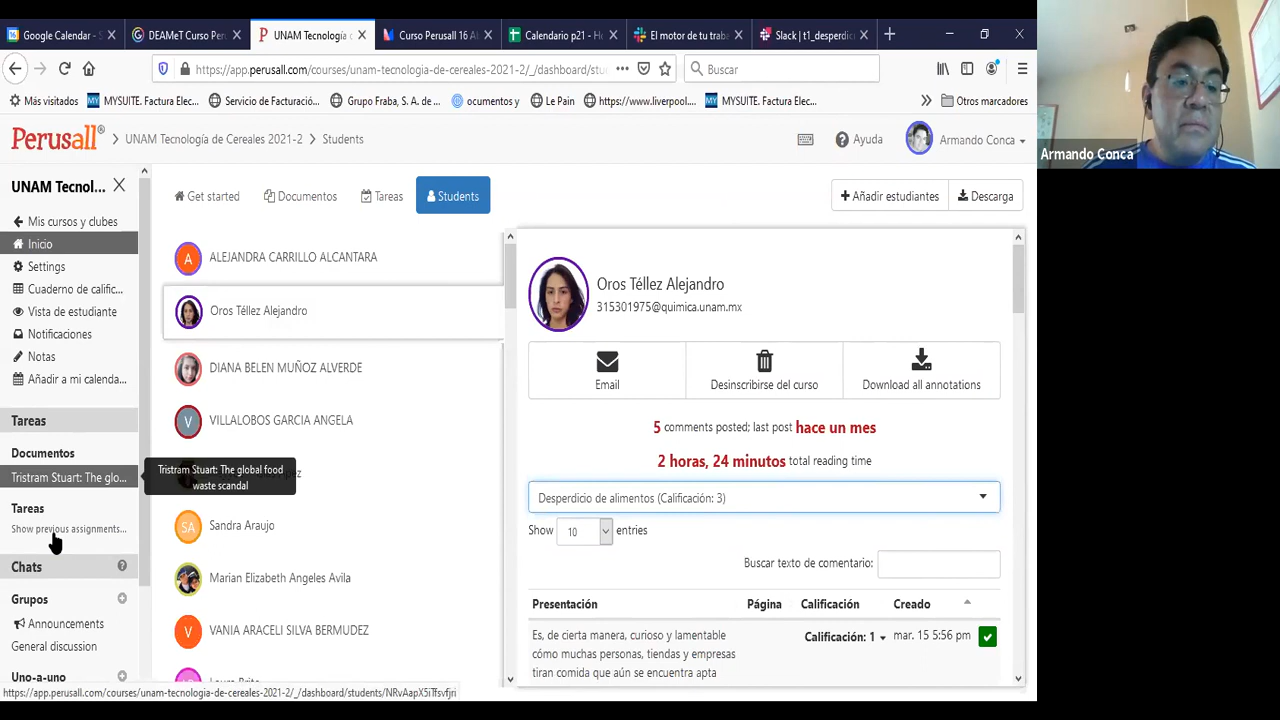 Google Calendar - S
DEAMeT Curso Peru
UNAM Tecnología d
Curso Perusall 16 A
Calendario p21 - H
El motor de tu traba
Slack | t1_desperdic
https://app.perusall.com/courses/unam-tecnologia-de-cereales-2021-2/_/dashboard/stu
Buscar
Más visitados
MYSUITE. Factura Elec...
Servicio de Facturació...
Grupo Fraba, S. A. de...
ocumentos y
Le Pain
https://www.liverpool....
MYSUITE. Factura Elec...
Otros marcadores
Perusall®
UNAM Tecnología de Cereales 2021-2
Students
Ayuda
Armando Conca
Armando Conca
UNAM Tecnol...
Get started
Documentos
Tareas
Students
+ Añadir estudiantes
Descarga
Mis cursos y clubes
Inicio
Settings
Cuaderno de calific...
Vista de estudiante
Notificaciones
Notas
Añadir a mi calenda...
Tareas
Documentos
Tristram Stuart: The glo...
Tristram Stuart: The global food
waste scandal
Tareas
Show previous assignments...
Chats
?
Grupos
Announcements
General discussion
Uno-a-uno
A
ALEJANDRA CARRILLO ALCANTARA
Oros Téllez Alejandro
DIANA BELEN MUÑOZ ALVERDE
V
VILLALOBOS GARCIA ANGELA
SA
Sandra Araujo
Marian Elizabeth Angeles Avila
V
VANIA ARACELI SILVA BERMUDEZ
Oros Téllez Alejandro
315301975@quimica.unam.mx
Email
Desinscribirse del curso
Download all annotations
5 comments posted; last post hace un mes
2 horas, 24 minutos total reading time
Desperdicio de alimentos (Calificación: 3)
Show 10 entries
Buscar texto de comentario:
Presentación Página Calificación Creado
Es, de cierta manera, curioso y lamentable
cómo muchas personas, tiendas y empresas
tiran comida que aún se encuentra apta
Calificación: 1
mar. 15 5:56 pm
https://app.perusall.com/courses/unam-tecnologia-de-cereales-2021-2/_/dashboard/students/NRvAapX5iTfsvfjri